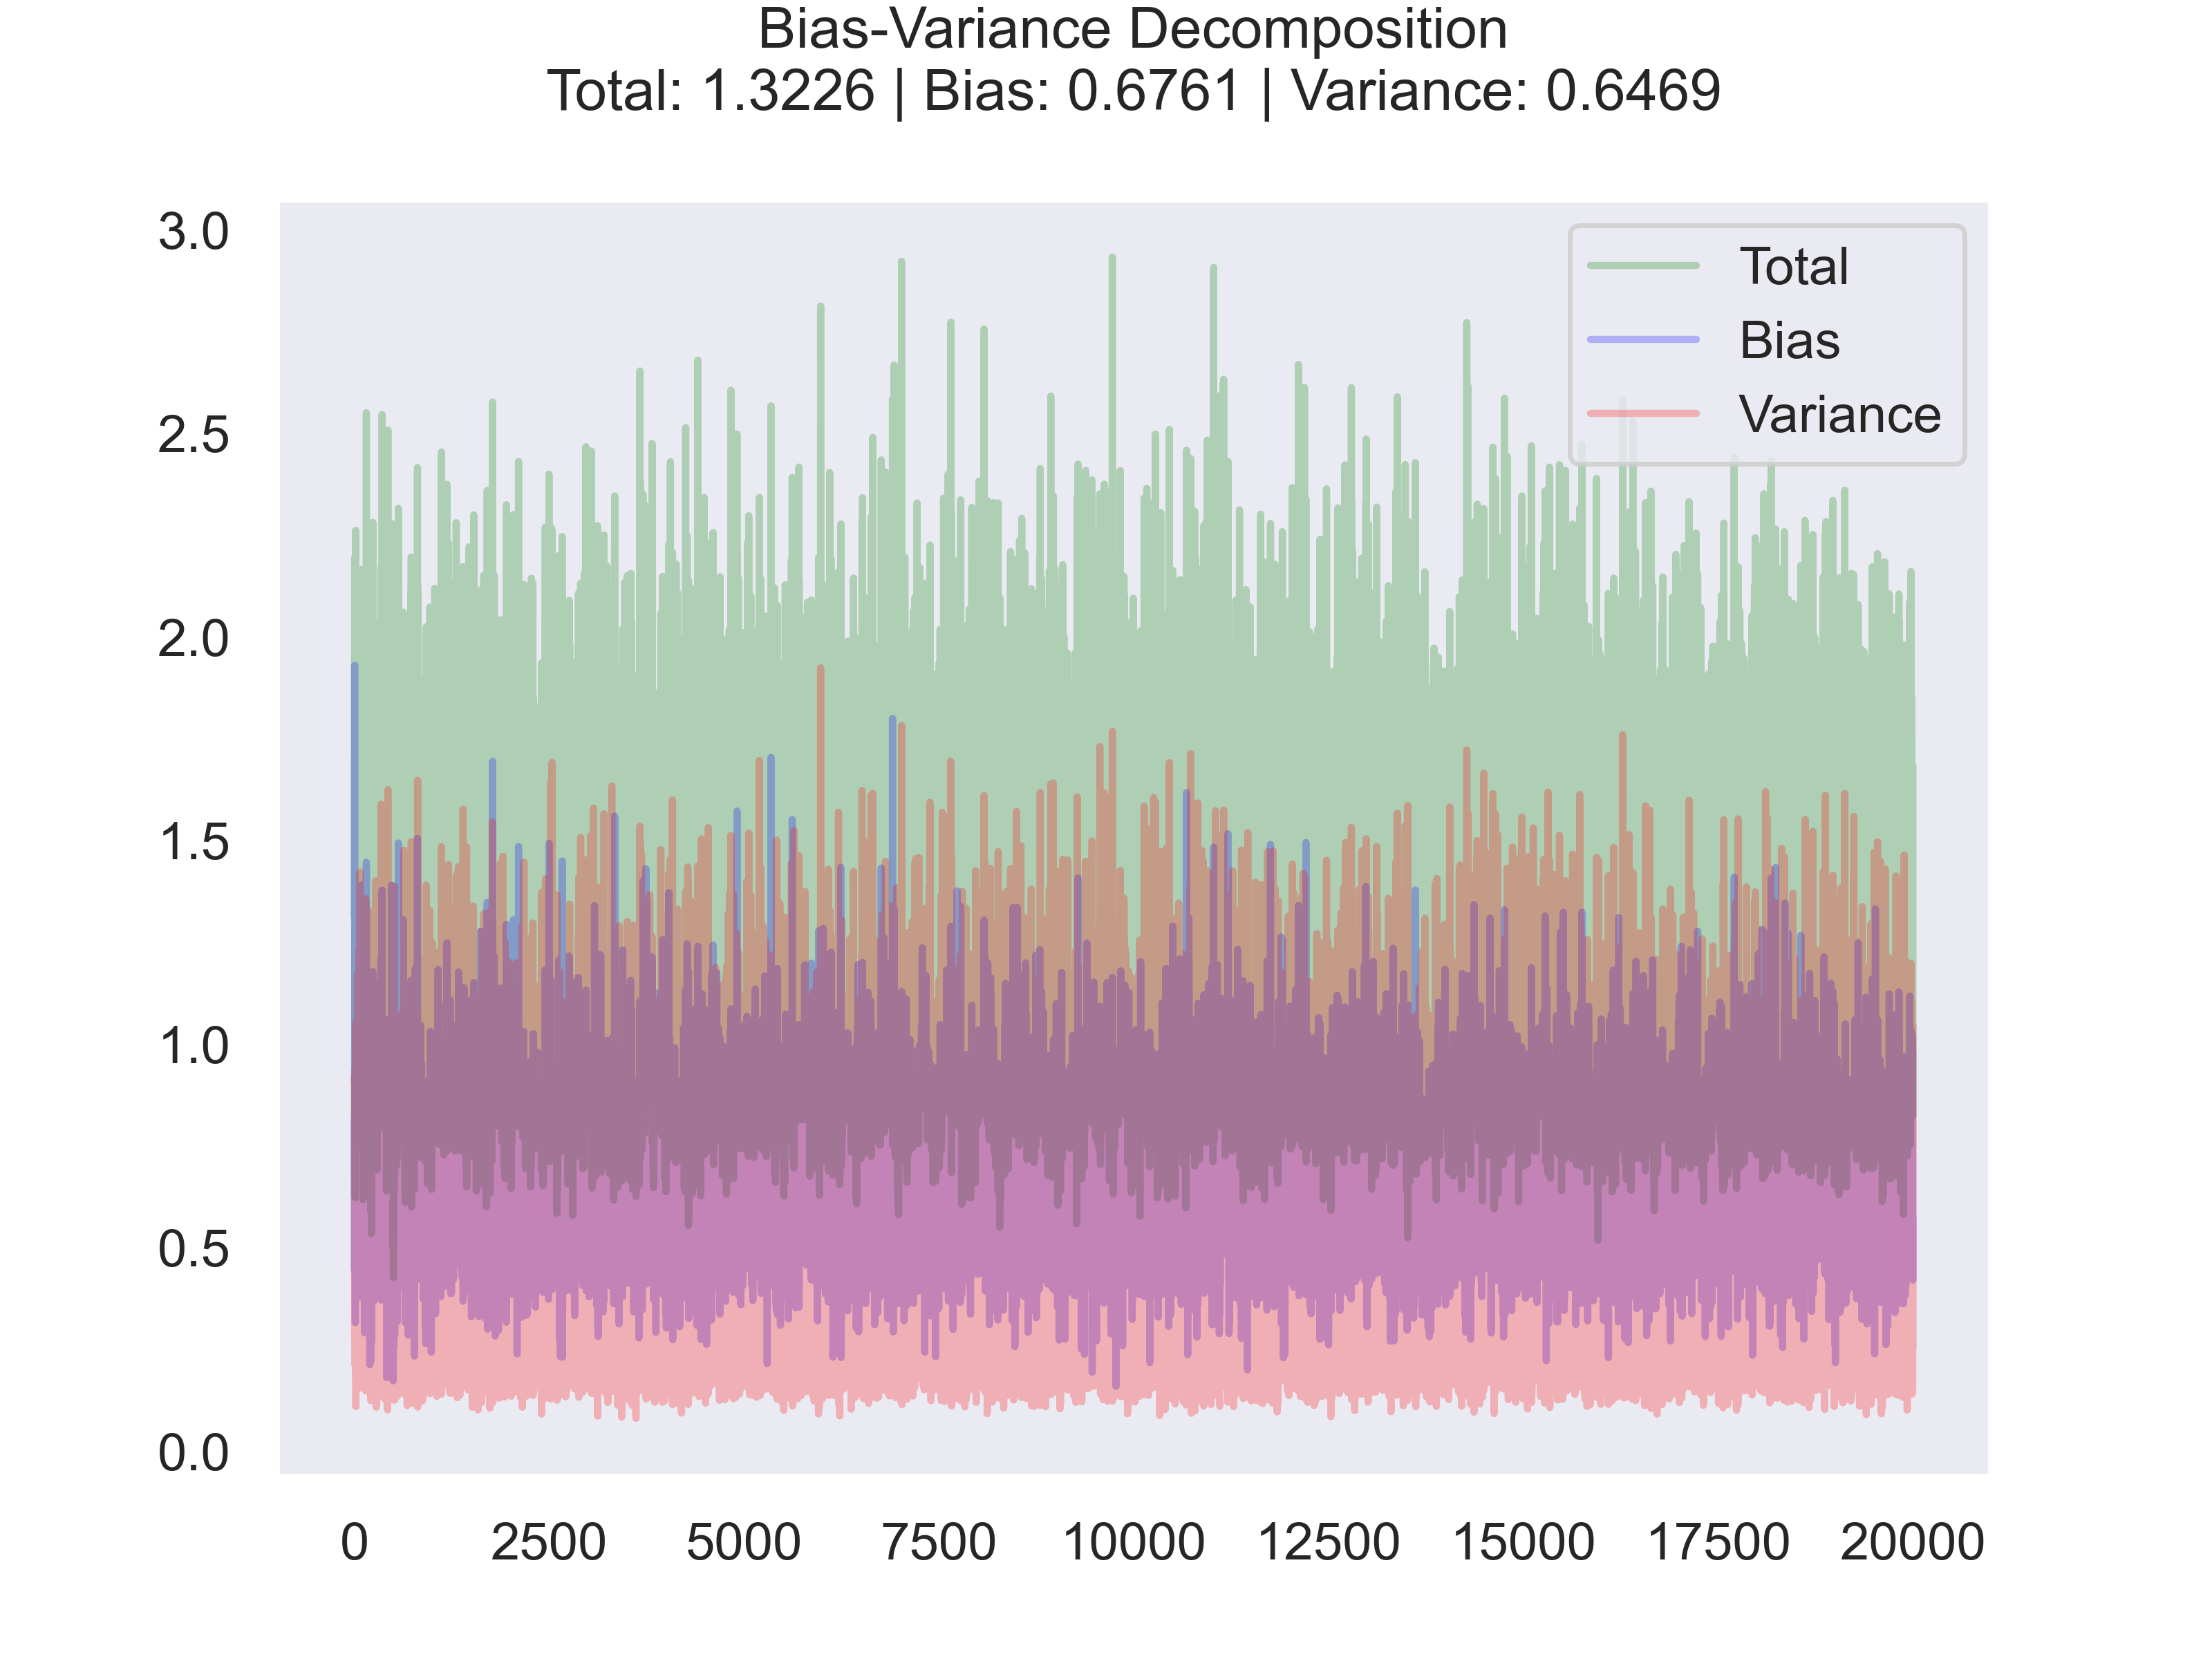 Bias-Variance Decomposition
Total: 1.3226 | Bias: 0.6761 | Variance: 0.6469
3.0
2.5
2.0
1.5
1.0
0.5
0.0
Total
Bias
Variance
0 2500 5000 7500 10000 12500 15000 17500 20000